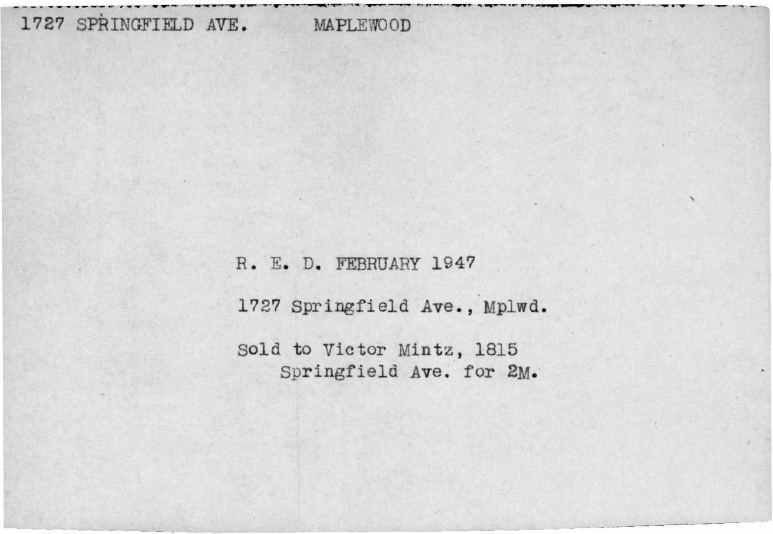 1727 SPRINGFIELD AVE. MAPLEWOOD
R. E. D. FEBRUARY 1947
1727 Springfield Ave., Mplwd.
Sold to Victor Mintz, 1815
Springfield Ave. for 2M.